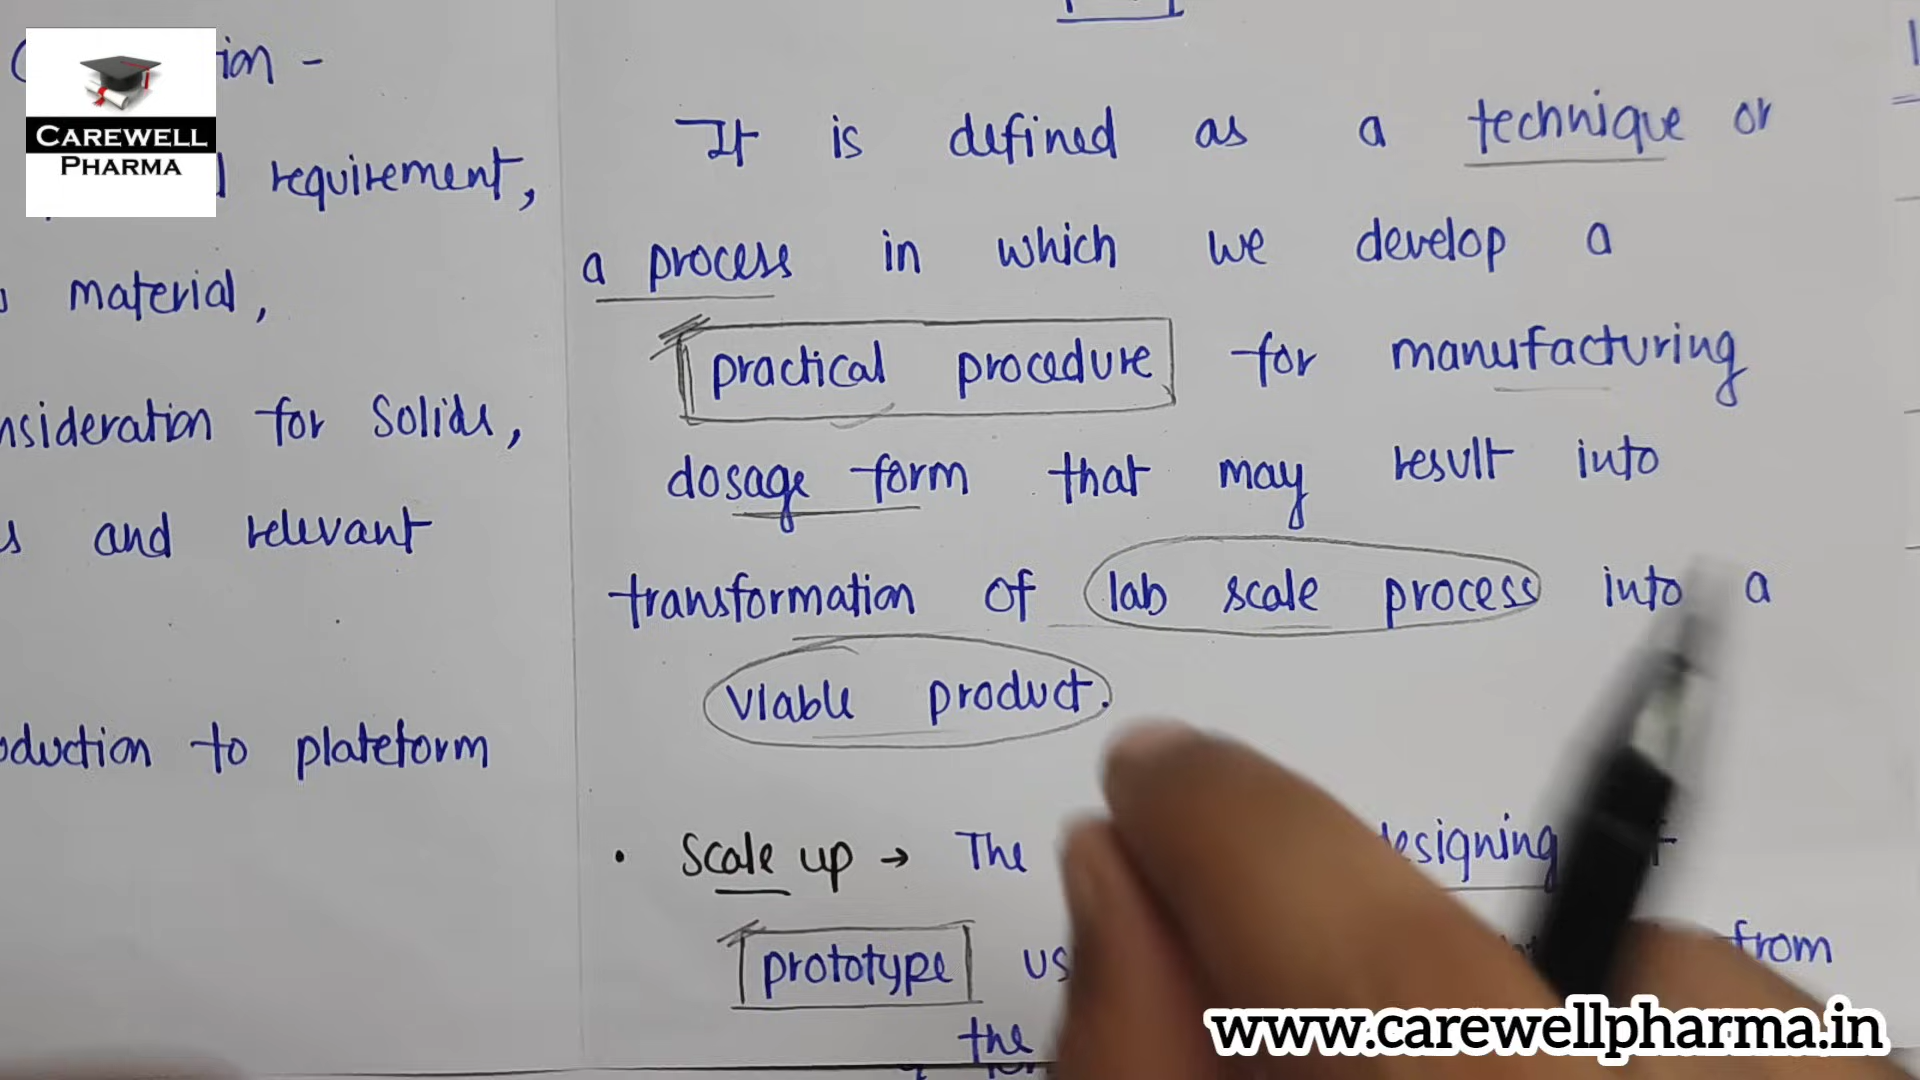 CAREWELL
PHARMA
ion -
requirement,
material,
nsideration for Solids,
and relevant
oduction to plateform
It is defined as a technique or
a process in which we develop a
practical procedure for manufacturing
dosage form that may result into
transformation of lab scale process into a
viable product.
• Scale up → The designing
prototype us from
the
www.carewellpharma.in